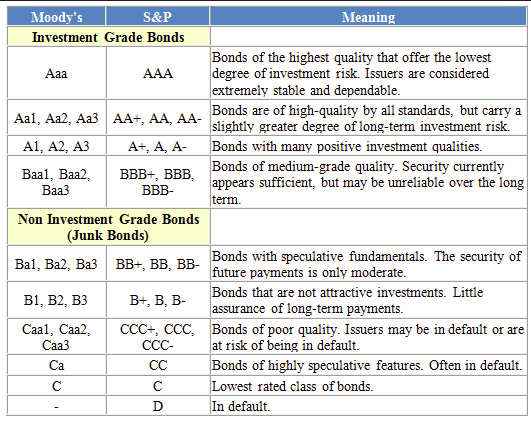 Moody's S&P Meaning
Investment Grade Bonds
Aaa AAA Bonds of the highest quality that offer the lowest
degree of investment risk. Issuers are considered
extremely stable and dependable.
Aa1, Aa2, Aa3 AA+, AA, AA- Bonds are of high-quality by all standards, but carry a
slightly greater degree of long-term investment risk.
A1, A2, A3 A+, A, A- Bonds with many positive investment qualities.
Baa1, Baa2,
Baa3
BBB+, BBB,
BBB-
Bonds of medium-grade quality. Security currently
appears sufficient, but may be unreliable over the long
term.
Non Investment Grade Bonds
(Junk Bonds)
Ba1, Ba2, Ba3 BB+, BB, BB- Bonds with speculative fundamentals. The security of
future payments is only moderate.
B1, B2, B3 B+, B, B- Bonds that are not attractive investments. Little
assurance of long-term payments.
Caa1, Caa2,
Caa3
CCC+, CCC,
CCC-
Bonds of poor quality. Issuers may be in default or are
at risk of being in default.
Ca CC Bonds of highly speculative features. Often in default.
C C Lowest rated class of bonds.
- D In default.